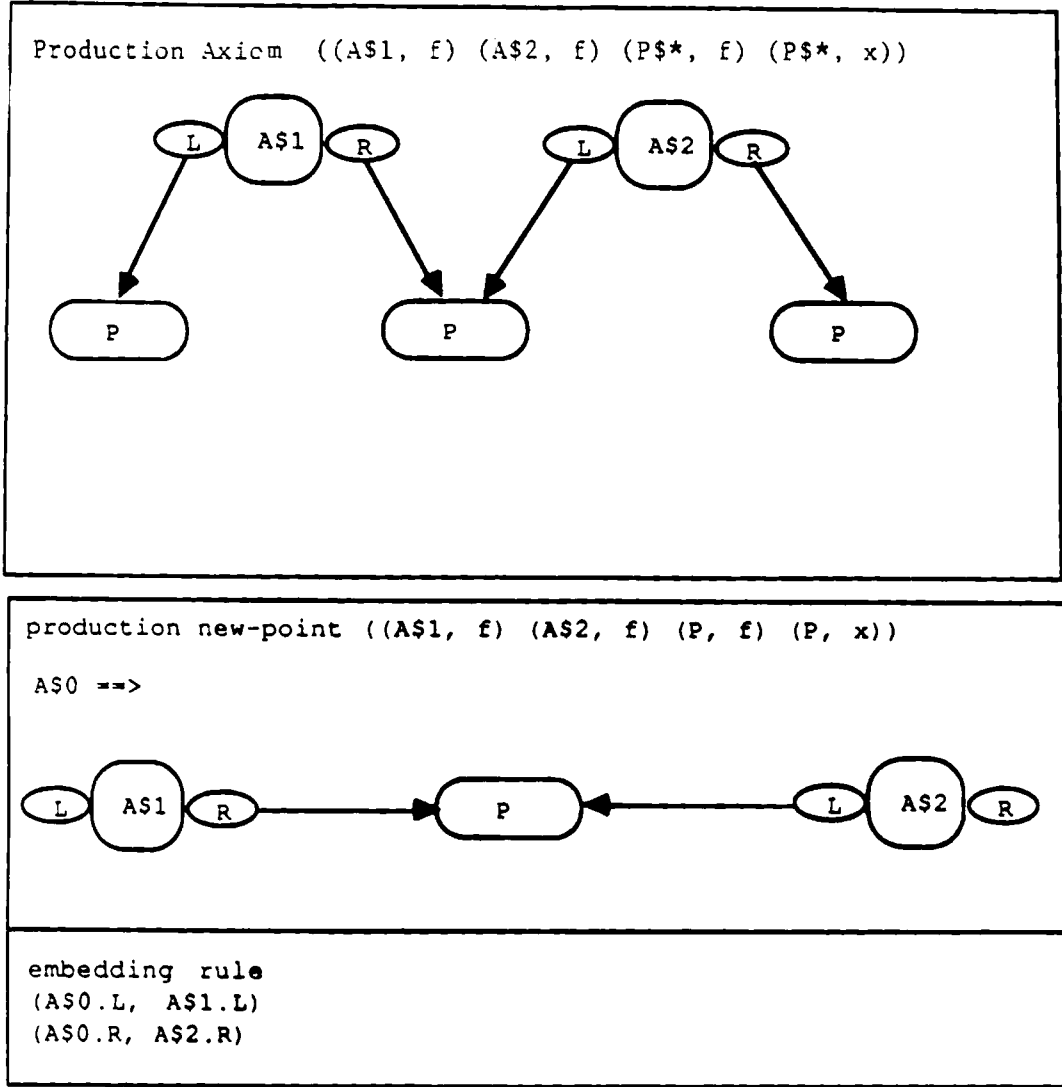 Production Axiom ((A$1, f) (A$2, f) (P$*, f) (P$*, x))
L A$1 R L A$2 R
P P P
production new-point ((A$1, f) (A$2, f) (P, f) (P, x))
A$0 ==>
L A$1 R P L A$2 R
embedding rule
(A$0.L, A$1.L)
(A$0.R, A$2.R)